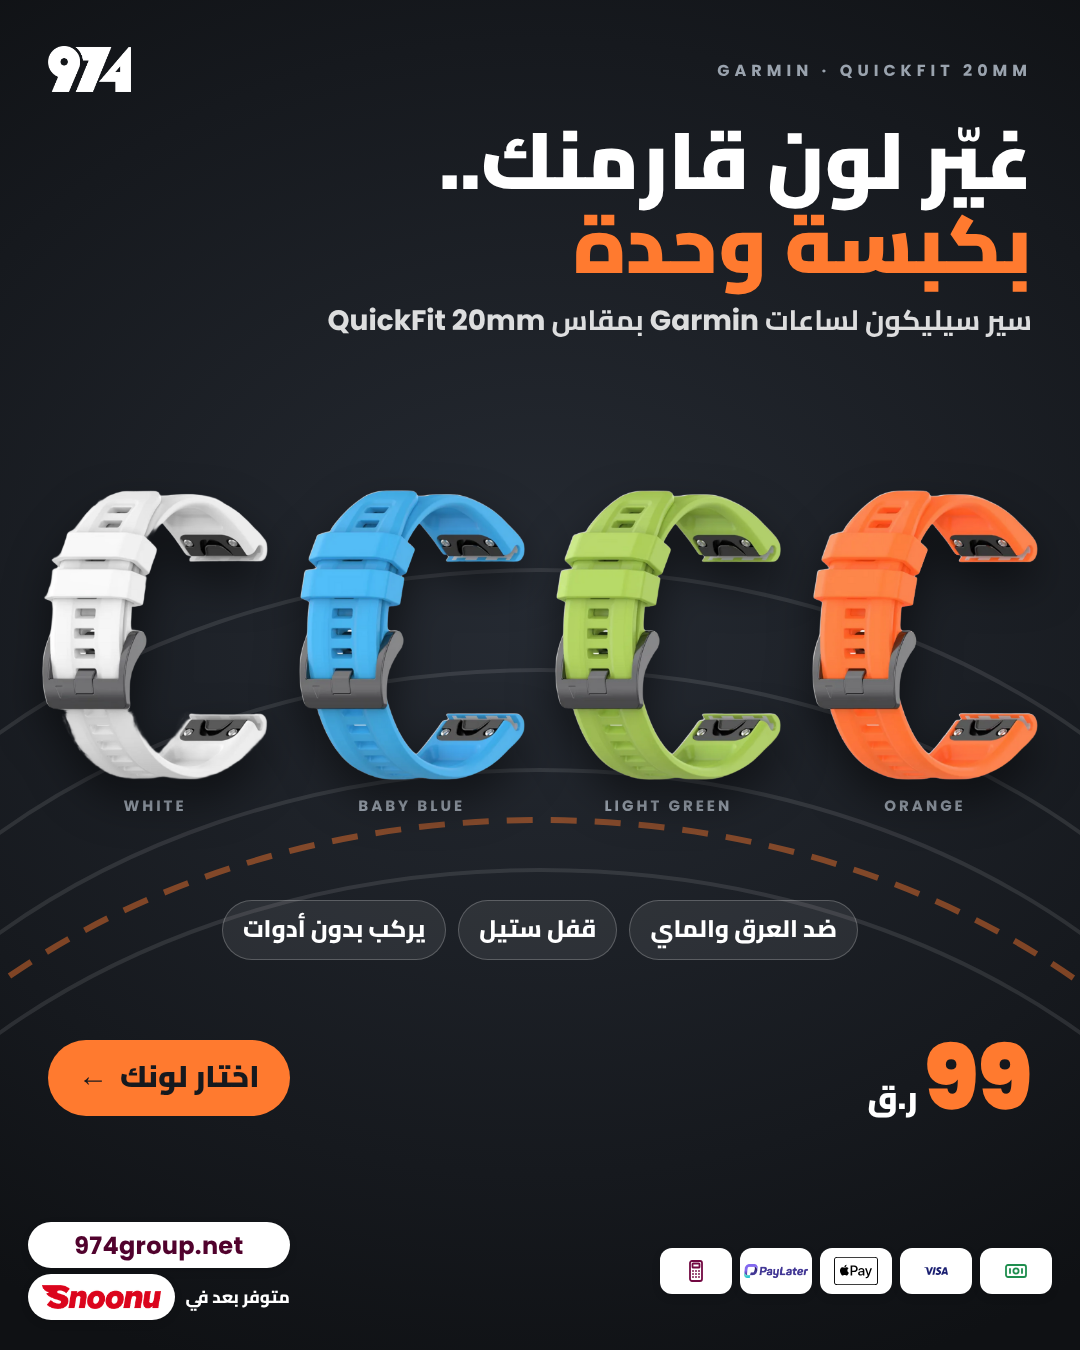 974
GARMIN · QUICKFIT 20MM
غيّر لون قارمنك..
بكبسة وحدة
سير سيليكون لساعات Garmin بمقاس QuickFit 20mm
WHITE
BABY BLUE
LIGHT GREEN
ORANGE
ضد العرق والماي
قفل ستيل
يركب بدون أدوات
99 ر.ق
اختار لونك ←
974group.net
متوفر بعد في Snoonu
PayLater
Pay
VISA